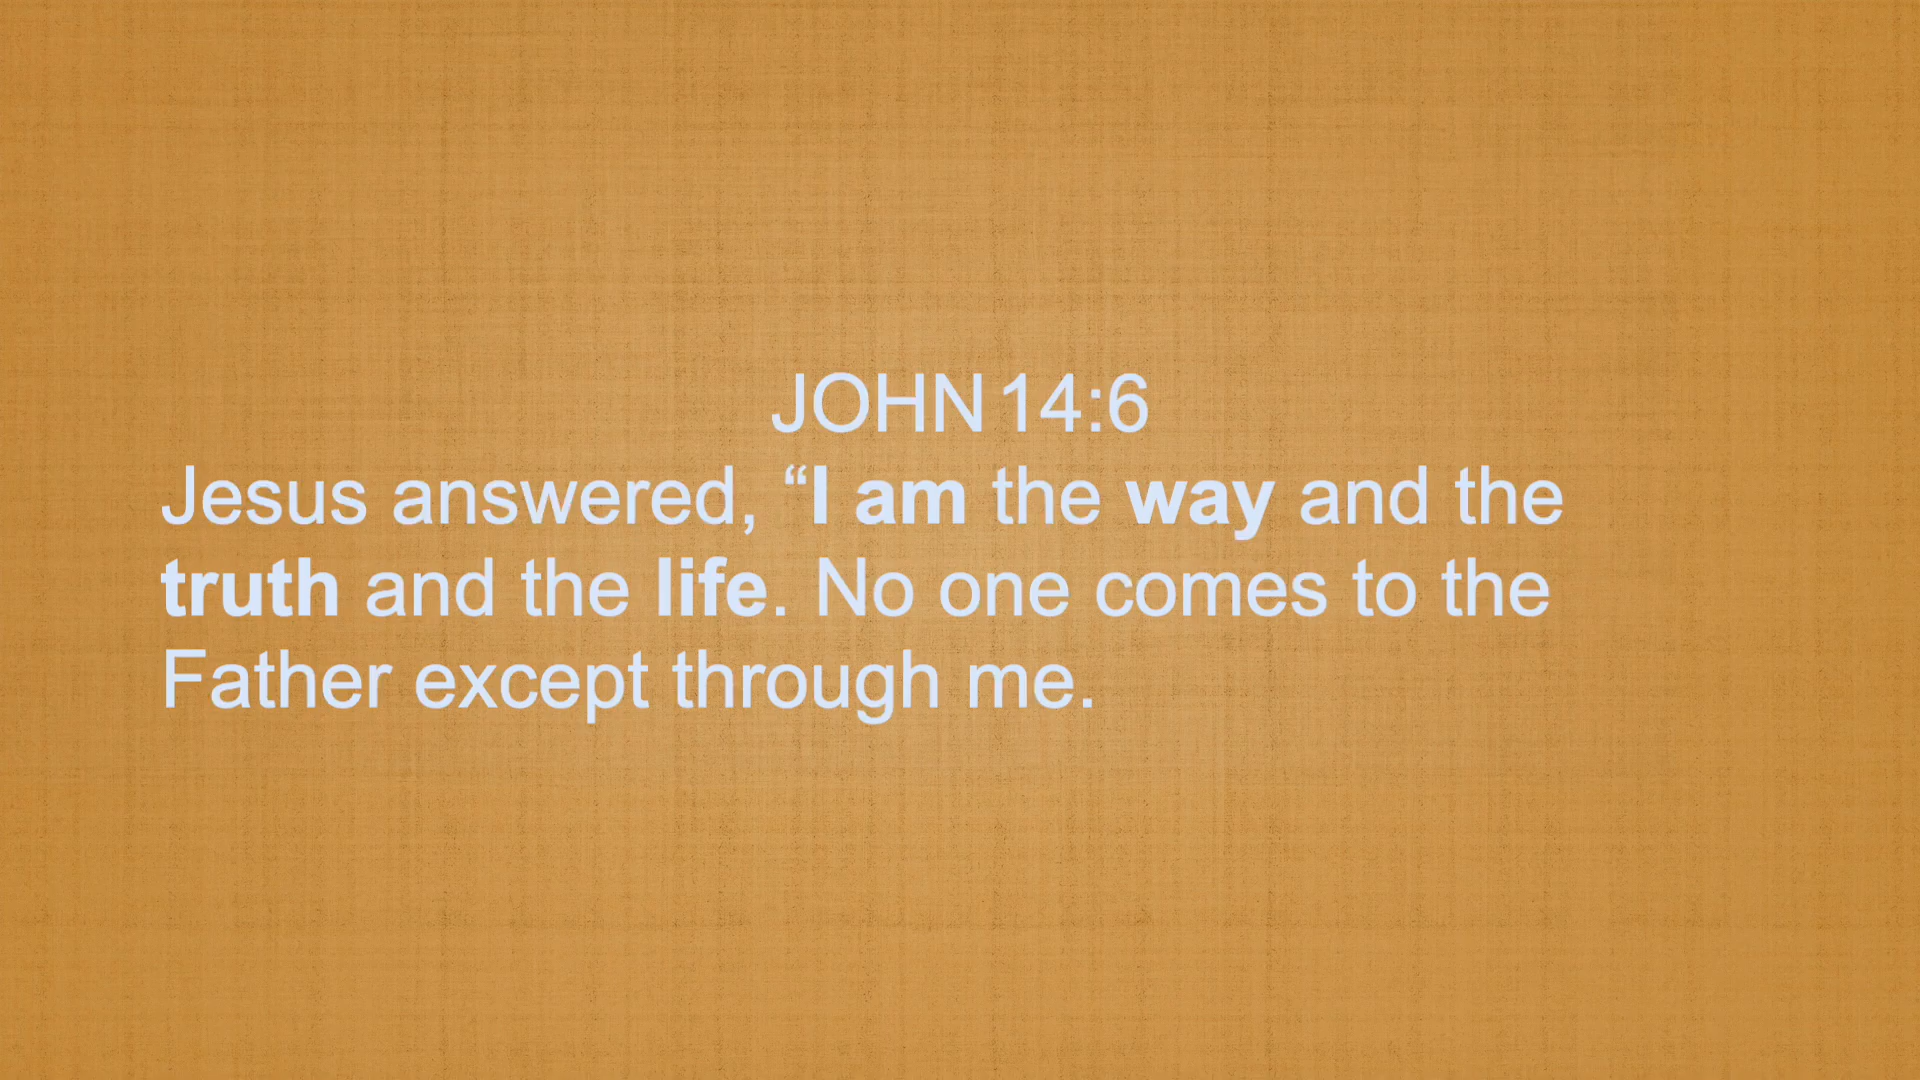 JOHN 14:6
Jesus answered, “I am the way and the
truth and the life. No one comes to the
Father except through me.